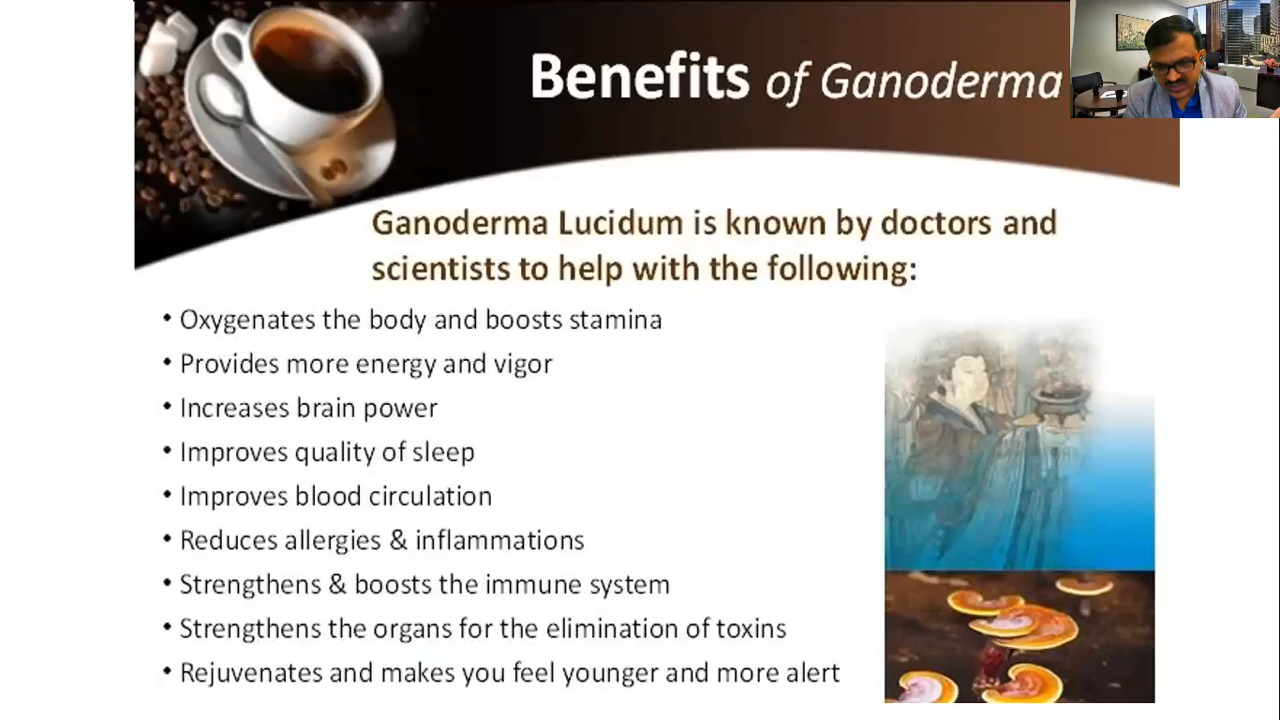 Benefits of Ganoderma
Ganoderma Lucidum is known by doctors and
scientists to help with the following:
• Oxygenates the body and boosts stamina
• Provides more energy and vigor
• Increases brain power
• Improves quality of sleep
• Improves blood circulation
• Reduces allergies & inflammations
• Strengthens & boosts the immune system
• Strengthens the organs for the elimination of toxins
• Rejuvenates and makes you feel younger and more alert